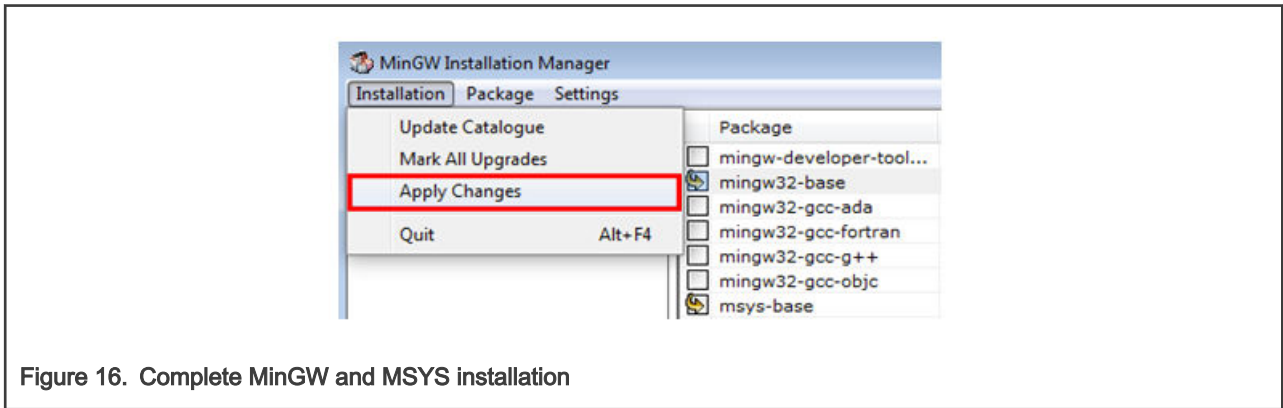 MinGW Installation Manager
Installation Package Settings
Update Catalogue
Mark All Upgrades
Apply Changes
Quit Alt+F4
Package
mingw-developer-tool...
mingw32-base
mingw32-gcc-ada
mingw32-gcc-fortran
mingw32-gcc-g++
mingw32-gcc-objc
msys-base
Figure 16. Complete MinGW and MSYS installation